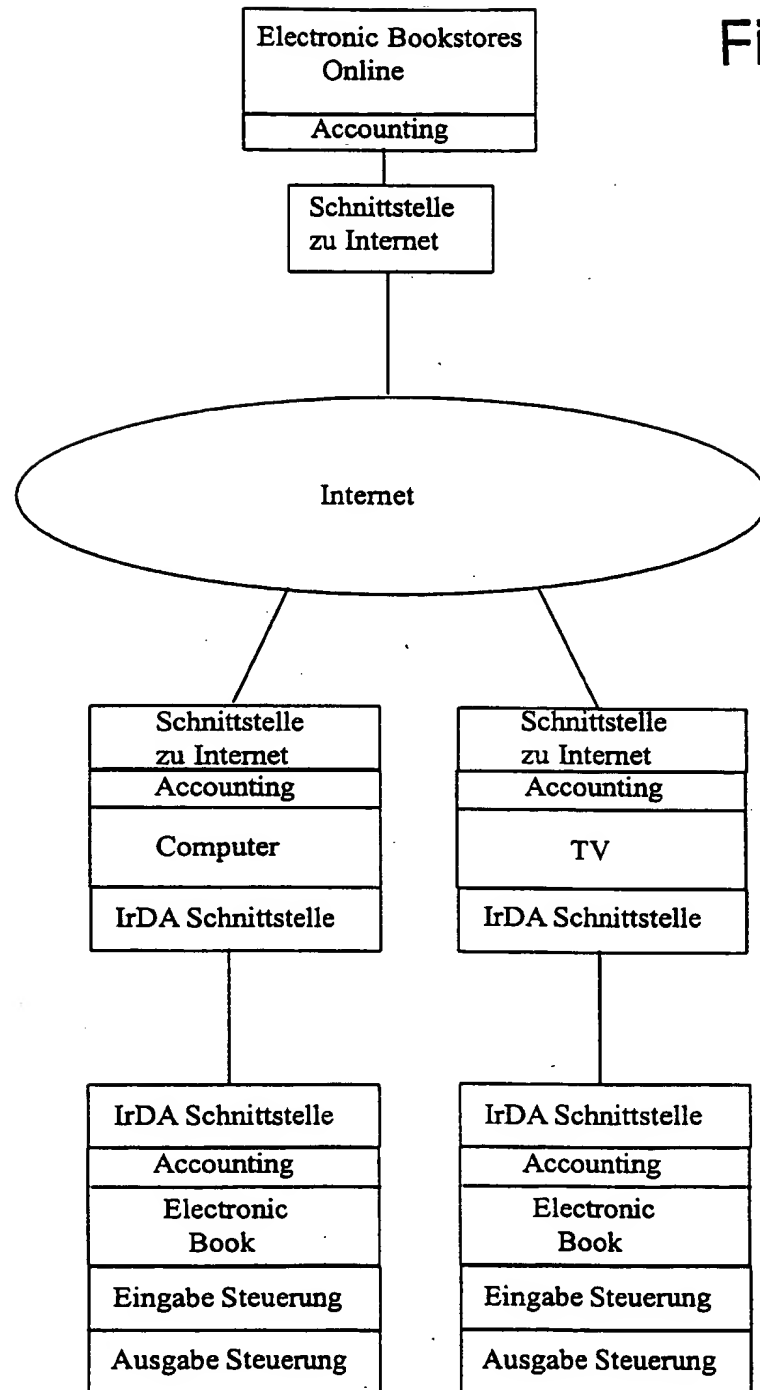 Electronic Bookstores
Online
Accounting
Schnittstelle
zu Internet
Internet
Schnittstelle
zu Internet
Accounting
Computer
IrDA Schnittstelle
Schnittstelle
zu Internet
Accounting
TV
IrDA Schnittstelle
IrDA Schnittstelle
Accounting
Electronic
Book
Eingabe Steuerung
Ausgabe Steuerung
IrDA Schnittstelle
Accounting
Electronic
Book
Eingabe Steuerung
Ausgabe Steuerung